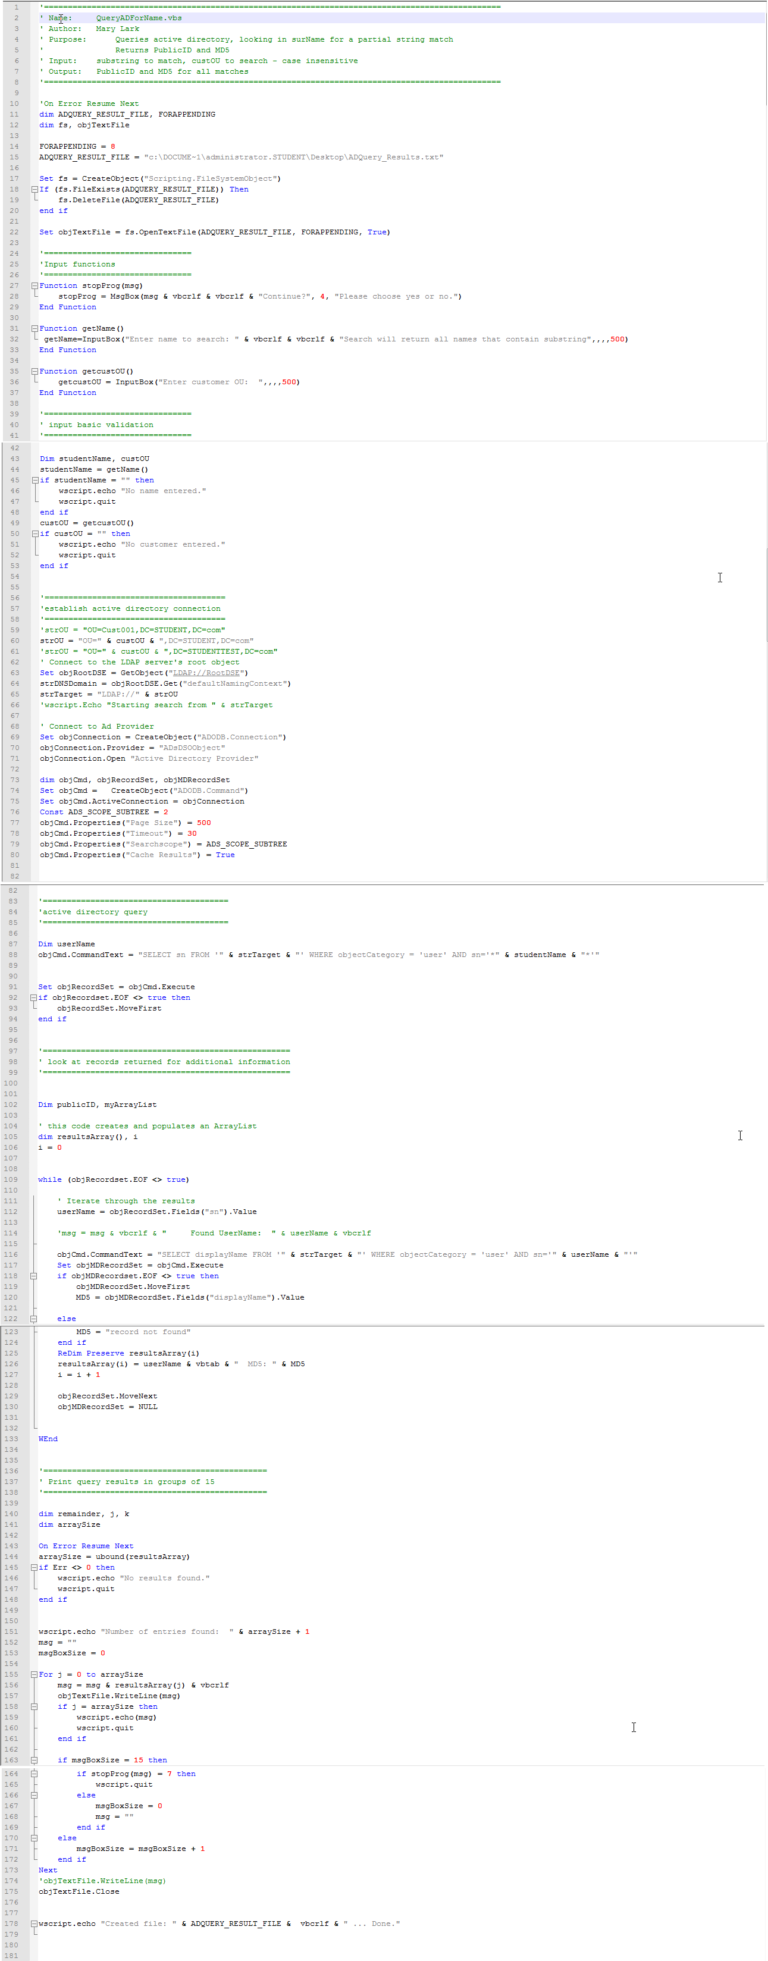 1 '=================================================================================
2 ' Name:     QueryADForName.vbs
3 ' Author:   Mary Lark
4 ' Purpose:      Queries active directory, looking in surName for a partial string match
5 '               Returns PublicID and MD5
6 ' Input:    substring to match, custOU to search - case insensitive
7 ' Output:   PublicID and MD5 for all matches
8 '=================================================================================
9
10 'On Error Resume Next
11 dim ADQUERY_RESULT_FILE, FORAPPENDING
12 dim fs, objTextFile
13
14 FORAPPENDING = 8
15 ADQUERY_RESULT_FILE = "c:\DOCUME~1\administrator.STUDENT\Desktop\ADQuery_Results.txt"
16
17 Set fs = CreateObject("Scripting.FileSystemObject")
18 If (fs.FileExists(ADQUERY_RESULT_FILE)) Then
19     fs.DeleteFile(ADQUERY_RESULT_FILE)
20 end if
21
22 Set objTextFile = fs.OpenTextFile(ADQUERY_RESULT_FILE, FORAPPENDING, True)
23
24 '==============================
25 'Input functions
26 '==============================
27 Function stopProg(msg)
28     stopProg = MsgBox(msg & vbcrlf & vbcrlf & "Continue?", 4, "Please choose yes or no.")
29 End Function
30
31 Function getName()
32  getName=InputBox("Enter name to search: " & vbcrlf & vbcrlf & "Search will return all names that contain substring",,,,500)
33 End Function
34
35 Function getcustOU()
36     getcustOU = InputBox("Enter customer OU:  ",,,,500)
37 End Function
38
39 '==============================
40 ' input basic validation
41 '==============================
42
43 Dim studentName, custOU
44 studentName = getName()
45 if studentName = "" then
46     wscript.echo "No name entered."
47     wscript.quit
48 end if
49 custOU = getcustOU()
50 if custOU = "" then
51     wscript.echo "No customer entered."
52     wscript.quit
53 end if
54
55
56 '=====================================
57 'establish active directory connection
58 '=====================================
59 'strOU = "OU=Cust001,DC=STUDENT,DC=com"
60 strOU = "OU=" & custOU & ",DC=STUDENT,DC=com"
61 'strOU = "OU=" & custOU & ",DC=STUDENTTEST,DC=com"
62 ' Connect to the LDAP server's root object
63 Set objRootDSE = GetObject("LDAP://RootDSE")
64 strDNSDomain = objRootDSE.Get("defaultNamingContext")
65 strTarget = "LDAP://" & strOU
66 'wscript.Echo "Starting search from " & strTarget
67
68 ' Connect to Ad Provider
69 Set objConnection = CreateObject("ADODB.Connection")
70 objConnection.Provider = "ADsDSOObject"
71 objConnection.Open "Active Directory Provider"
72
73 dim objCmd, objRecordSet, objMDRecordSet
74 Set objCmd =   CreateObject("ADODB.Command")
75 Set objCmd.ActiveConnection = objConnection
76 Const ADS_SCOPE_SUBTREE = 2
77 objCmd.Properties("Page Size") = 500
78 objCmd.Properties("Timeout") = 30
79 objCmd.Properties("Searchscope") = ADS_SCOPE_SUBTREE
80 objCmd.Properties("Cache Results") = True
81
82
82
83 '======================================
84 'active directory query
85 '======================================
86
87 Dim userName
88 objCmd.CommandText = "SELECT sn FROM '" & strTarget & "' WHERE objectCategory = 'user' AND sn='*" & studentName & "*'"
89
90
91 Set objRecordSet = objCmd.Execute
92 if objRecordset.EOF <> true then
93     objRecordSet.MoveFirst
94 end if
95
96
97 '===================================================
98 ' look at records returned for additional information
99 '===================================================
100
101
102 Dim publicID, myArrayList
103
104 ' this code creates and populates an ArrayList
105 dim resultsArray(), i
106 i = 0
107
108
109 while (objRecordset.EOF <> true)
110
111     ' Iterate through the results
112     userName = objRecordSet.Fields("sn").Value
113
114     'msg = msg & vbcrlf & "     Found UserName:  " & userName & vbcrlf
115
116     objCmd.CommandText = "SELECT displayName FROM '" & strTarget & "' WHERE objectCategory = 'user' AND sn='" & userName & "'"
117     Set objMDRecordSet = objCmd.Execute
118     if objMDRecordset.EOF <> true then
119         objMDRecordSet.MoveFirst
120         MD5 = objMDRecordSet.Fields("displayName").Value
121
122     else
123         MD5 = "record not found"
124     end if
125     ReDim Preserve resultsArray(i)
126     resultsArray(i) = userName & vbtab & "  MD5: " & MD5
127     i = i + 1
128
129     objRecordSet.MoveNext
130     objMDRecordSet = NULL
131
132
133 WEnd
134
135
136 '==============================================
137 ' Print query results in groups of 15
138 '==============================================
139
140 dim remainder, j, k
141 dim arraySize
142
143 On Error Resume Next
144 arraySize = ubound(resultsArray)
145 if Err <> 0 then
146     wscript.echo "No results found."
147     wscript.quit
148 end if
149
150
151 wscript.echo "Number of entries found:  " & arraySize + 1
152 msg = ""
153 msgBoxSize = 0
154
155 For j = 0 to arraySize
156     msg = msg & resultsArray(j) & vbcrlf
157     objTextFile.WriteLine(msg)
158     if j = arraySize then
159         wscript.echo(msg)
160         wscript.quit
161     end if
162
163     if msgBoxSize = 15 then
164         if stopProg(msg) = 7 then
165             wscript.quit
166         else
167             msgBoxSize = 0
168             msg = ""
169         end if
170     else
171         msgBoxSize = msgBoxSize + 1
172     end if
173 Next
174 'objTextFile.WriteLine(msg)
175 objTextFile.Close
176
177
178 wscript.echo "Created file: " & ADQUERY_RESULT_FILE &  vbcrlf & " ... Done."
179
180
181